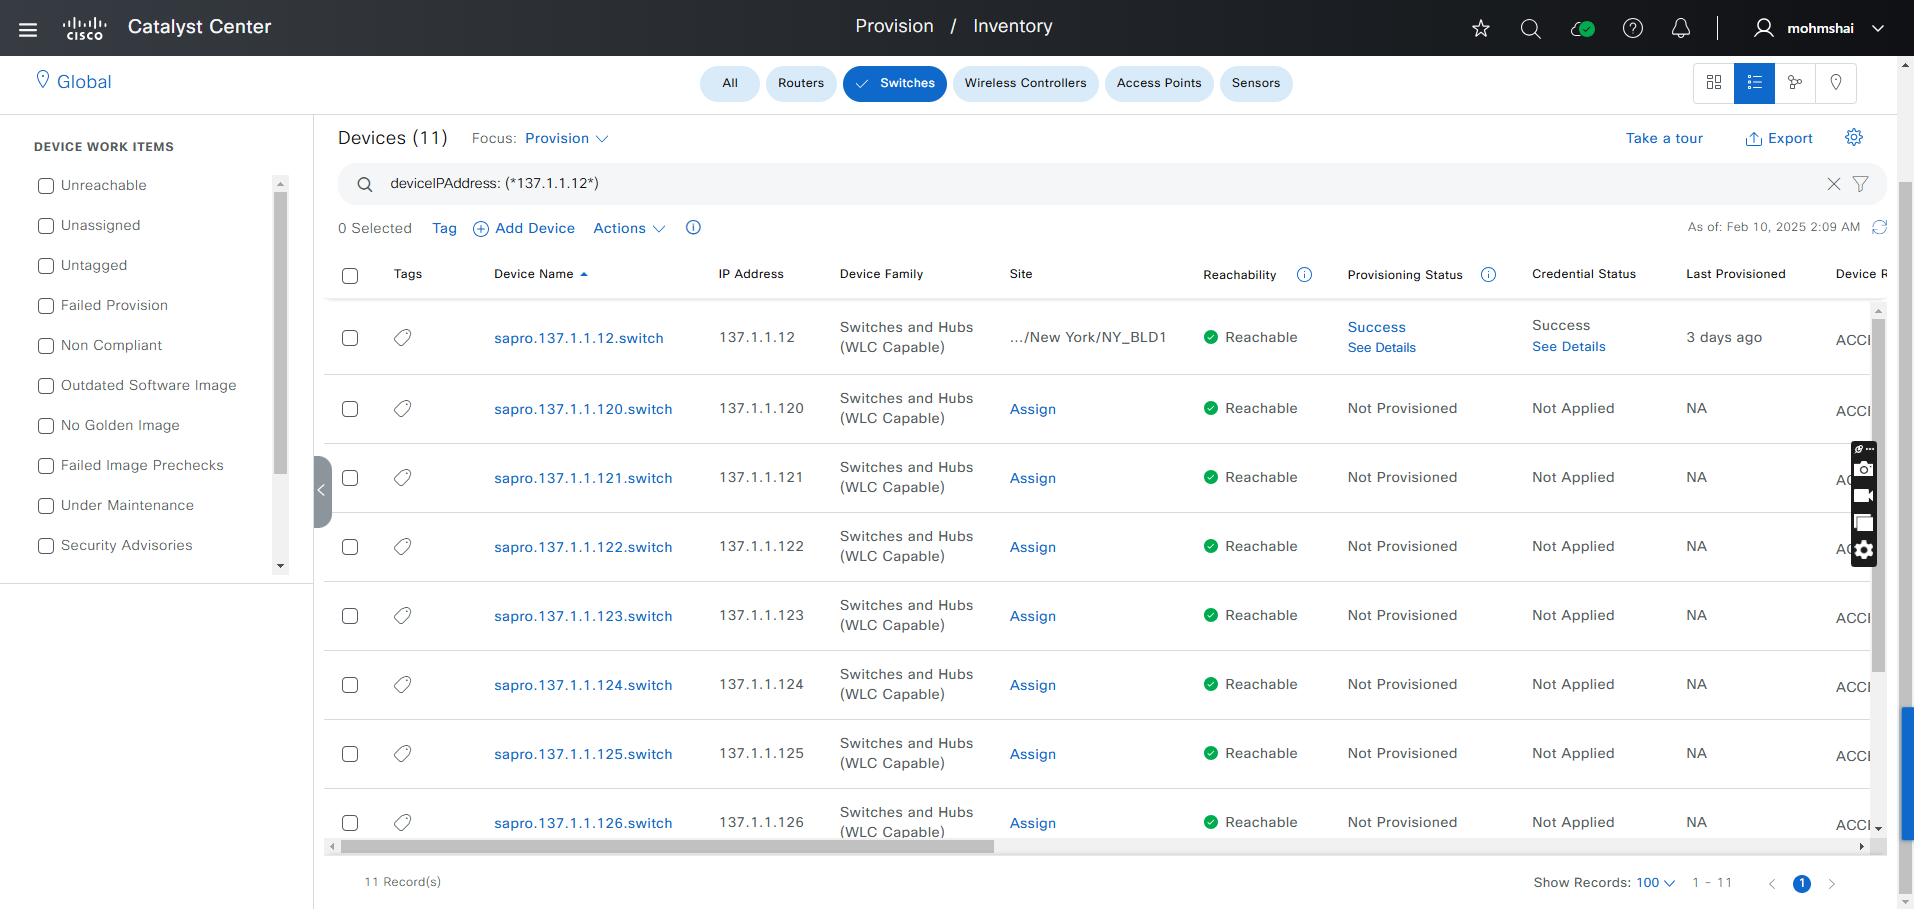 CISCO Catalyst Center Provision / Inventory mohmshai
Global All Routers Switches Wireless Controllers Access Points Sensors
DEVICE WORK ITEMS
Unreachable
Unassigned
Untagged
Failed Provision
Non Compliant
Outdated Software Image
No Golden Image
Failed Image Prechecks
Under Maintenance
Security Advisories
Devices (11) Focus: Provision Take a tour Export
deviceIPAddress: (*137.1.1.12*)
0 Selected Tag Add Device Actions As of: Feb 10, 2025 2:09 AM
Tags Device Name IP Address Device Family Site Reachability Provisioning Status Credential Status Last Provisioned Device R
sapro.137.1.1.12.switch 137.1.1.12 Switches and Hubs (WLC Capable) .../New York/NY_BLD1 Reachable Success See Details Success See Details 3 days ago ACCI
sapro.137.1.1.120.switch 137.1.1.120 Switches and Hubs (WLC Capable) Assign Reachable Not Provisioned Not Applied NA ACCI
sapro.137.1.1.121.switch 137.1.1.121 Switches and Hubs (WLC Capable) Assign Reachable Not Provisioned Not Applied NA
sapro.137.1.1.122.switch 137.1.1.122 Switches and Hubs (WLC Capable) Assign Reachable Not Provisioned Not Applied NA
sapro.137.1.1.123.switch 137.1.1.123 Switches and Hubs (WLC Capable) Assign Reachable Not Provisioned Not Applied NA ACCI
sapro.137.1.1.124.switch 137.1.1.124 Switches and Hubs (WLC Capable) Assign Reachable Not Provisioned Not Applied NA ACCI
sapro.137.1.1.125.switch 137.1.1.125 Switches and Hubs (WLC Capable) Assign Reachable Not Provisioned Not Applied NA ACCI
sapro.137.1.1.126.switch 137.1.1.126 Switches and Hubs (WLC Capable) Assign Reachable Not Provisioned Not Applied NA ACCI
11 Record(s) Show Records: 100 1 - 11 1